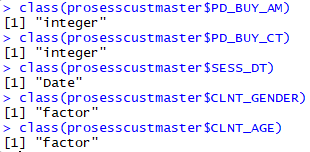 > class(prosesscustmaster$PD_BUY_AM)
[1] "integer"
> class(prosesscustmaster$PD_BUY_CT)
[1] "integer"
> class(prosesscustmaster$SESS_DT)
[1] "Date"
> class(prosesscustmaster$CLNT_GENDER)
[1] "factor"
> class(prosesscustmaster$CLNT_AGE)
[1] "factor"